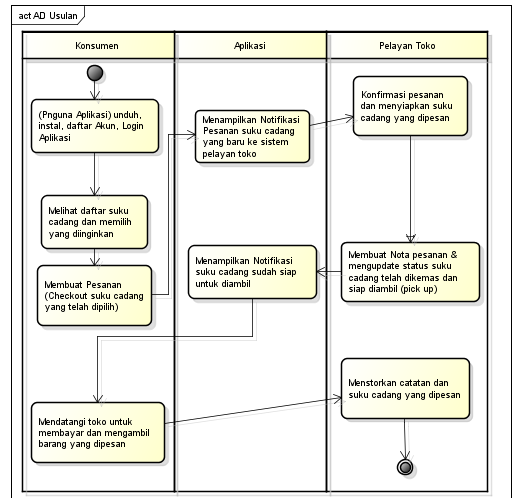 act AD Usulan
Konsumen
Aplikasi
Pelayan Toko
(Pnguna Aplikasi) unduh,
instal, daftar Akun, Login
Aplikasi
Melihat daftar suku
cadang dan memilih
yang diinginkan
Membuat Pesanan
(Checkout suku cadang
yang telah dipilih)
Menampilkan Notifikasi
Pesanan suku cadang
yang baru ke sistem
pelayan toko
Konfirmasi pesanan
dan menyiapkan suku
cadang yang dipesan
Membuat Nota pesanan &
mengupdate status suku
cadang telah dikemas dan
siap diambil (pick up)
Menampilkan Notifikasi
suku cadang sudah siap
untuk diambil
Mendatangi toko untuk
membayar dan mengambil
barang yang dipesan
Menstorkan catatan dan
suku cadang yang dipesan